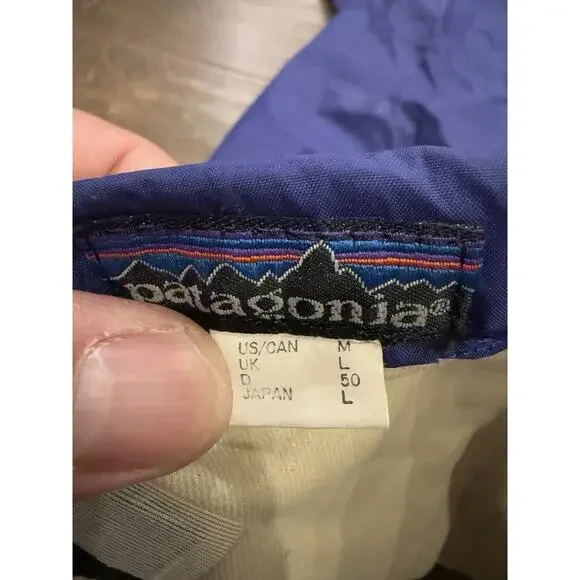 patagonia®
US/CAN M
UK L
D 50
JAPAN L